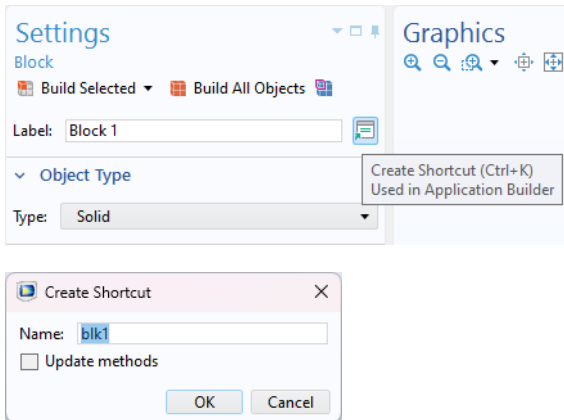 Settings
Block
Build Selected
Build All Objects
Label: Block 1
Object Type
Type: Solid
Graphics
Create Shortcut (Ctrl+K)
Used in Application Builder
Create Shortcut
Name: blk1
Update methods
OK Cancel